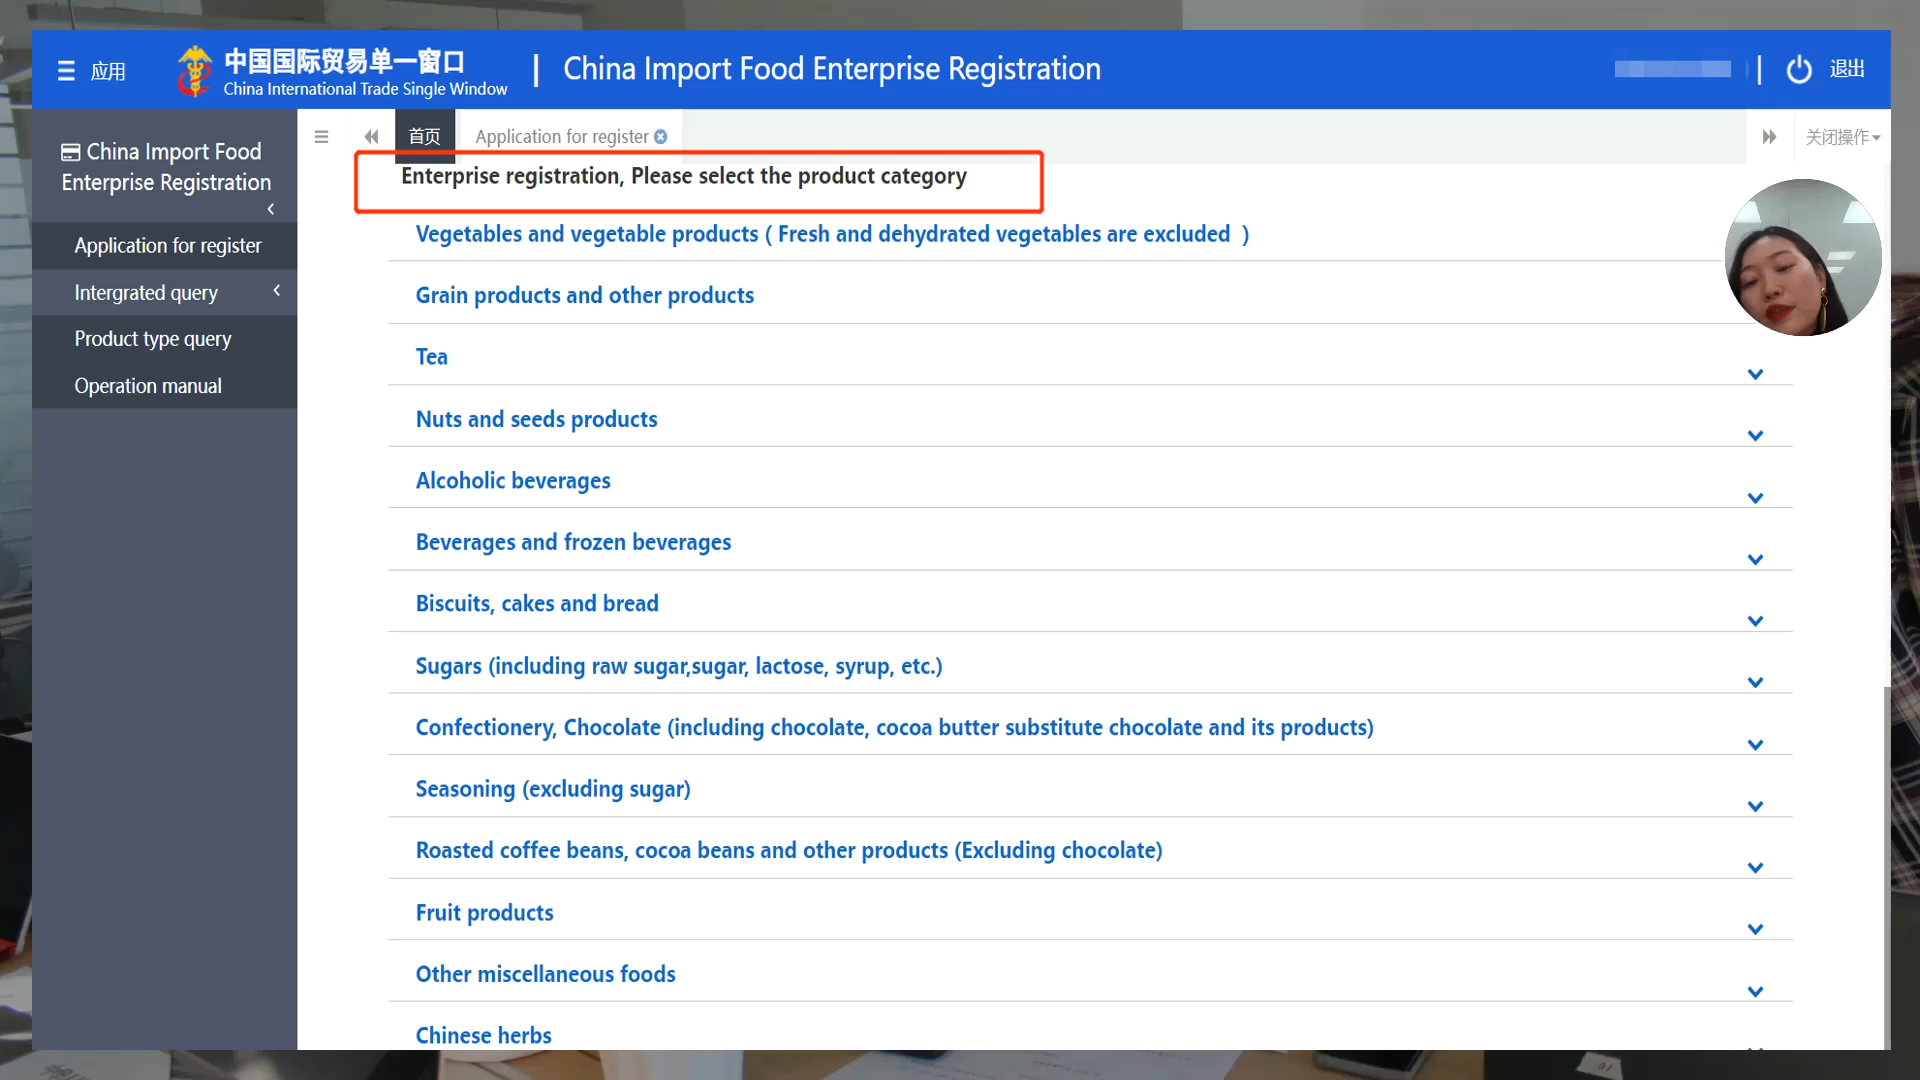 应用
中国国际贸易单一窗口
China International Trade Single Window
China Import Food Enterprise Registration
退出
China Import Food
Enterprise Registration
Application for register
Intergrated query
Product type query
Operation manual
首页
Application for register
关闭操作
Enterprise registration, Please select the product category
Vegetables and vegetable products ( Fresh and dehydrated vegetables are excluded )
Grain products and other products
Tea
Nuts and seeds products
Alcoholic beverages
Beverages and frozen beverages
Biscuits, cakes and bread
Sugars (including raw sugar,sugar, lactose, syrup, etc.)
Confectionery, Chocolate (including chocolate, cocoa butter substitute chocolate and its products)
Seasoning (excluding sugar)
Roasted coffee beans, cocoa beans and other products (Excluding chocolate)
Fruit products
Other miscellaneous foods
Chinese herbs